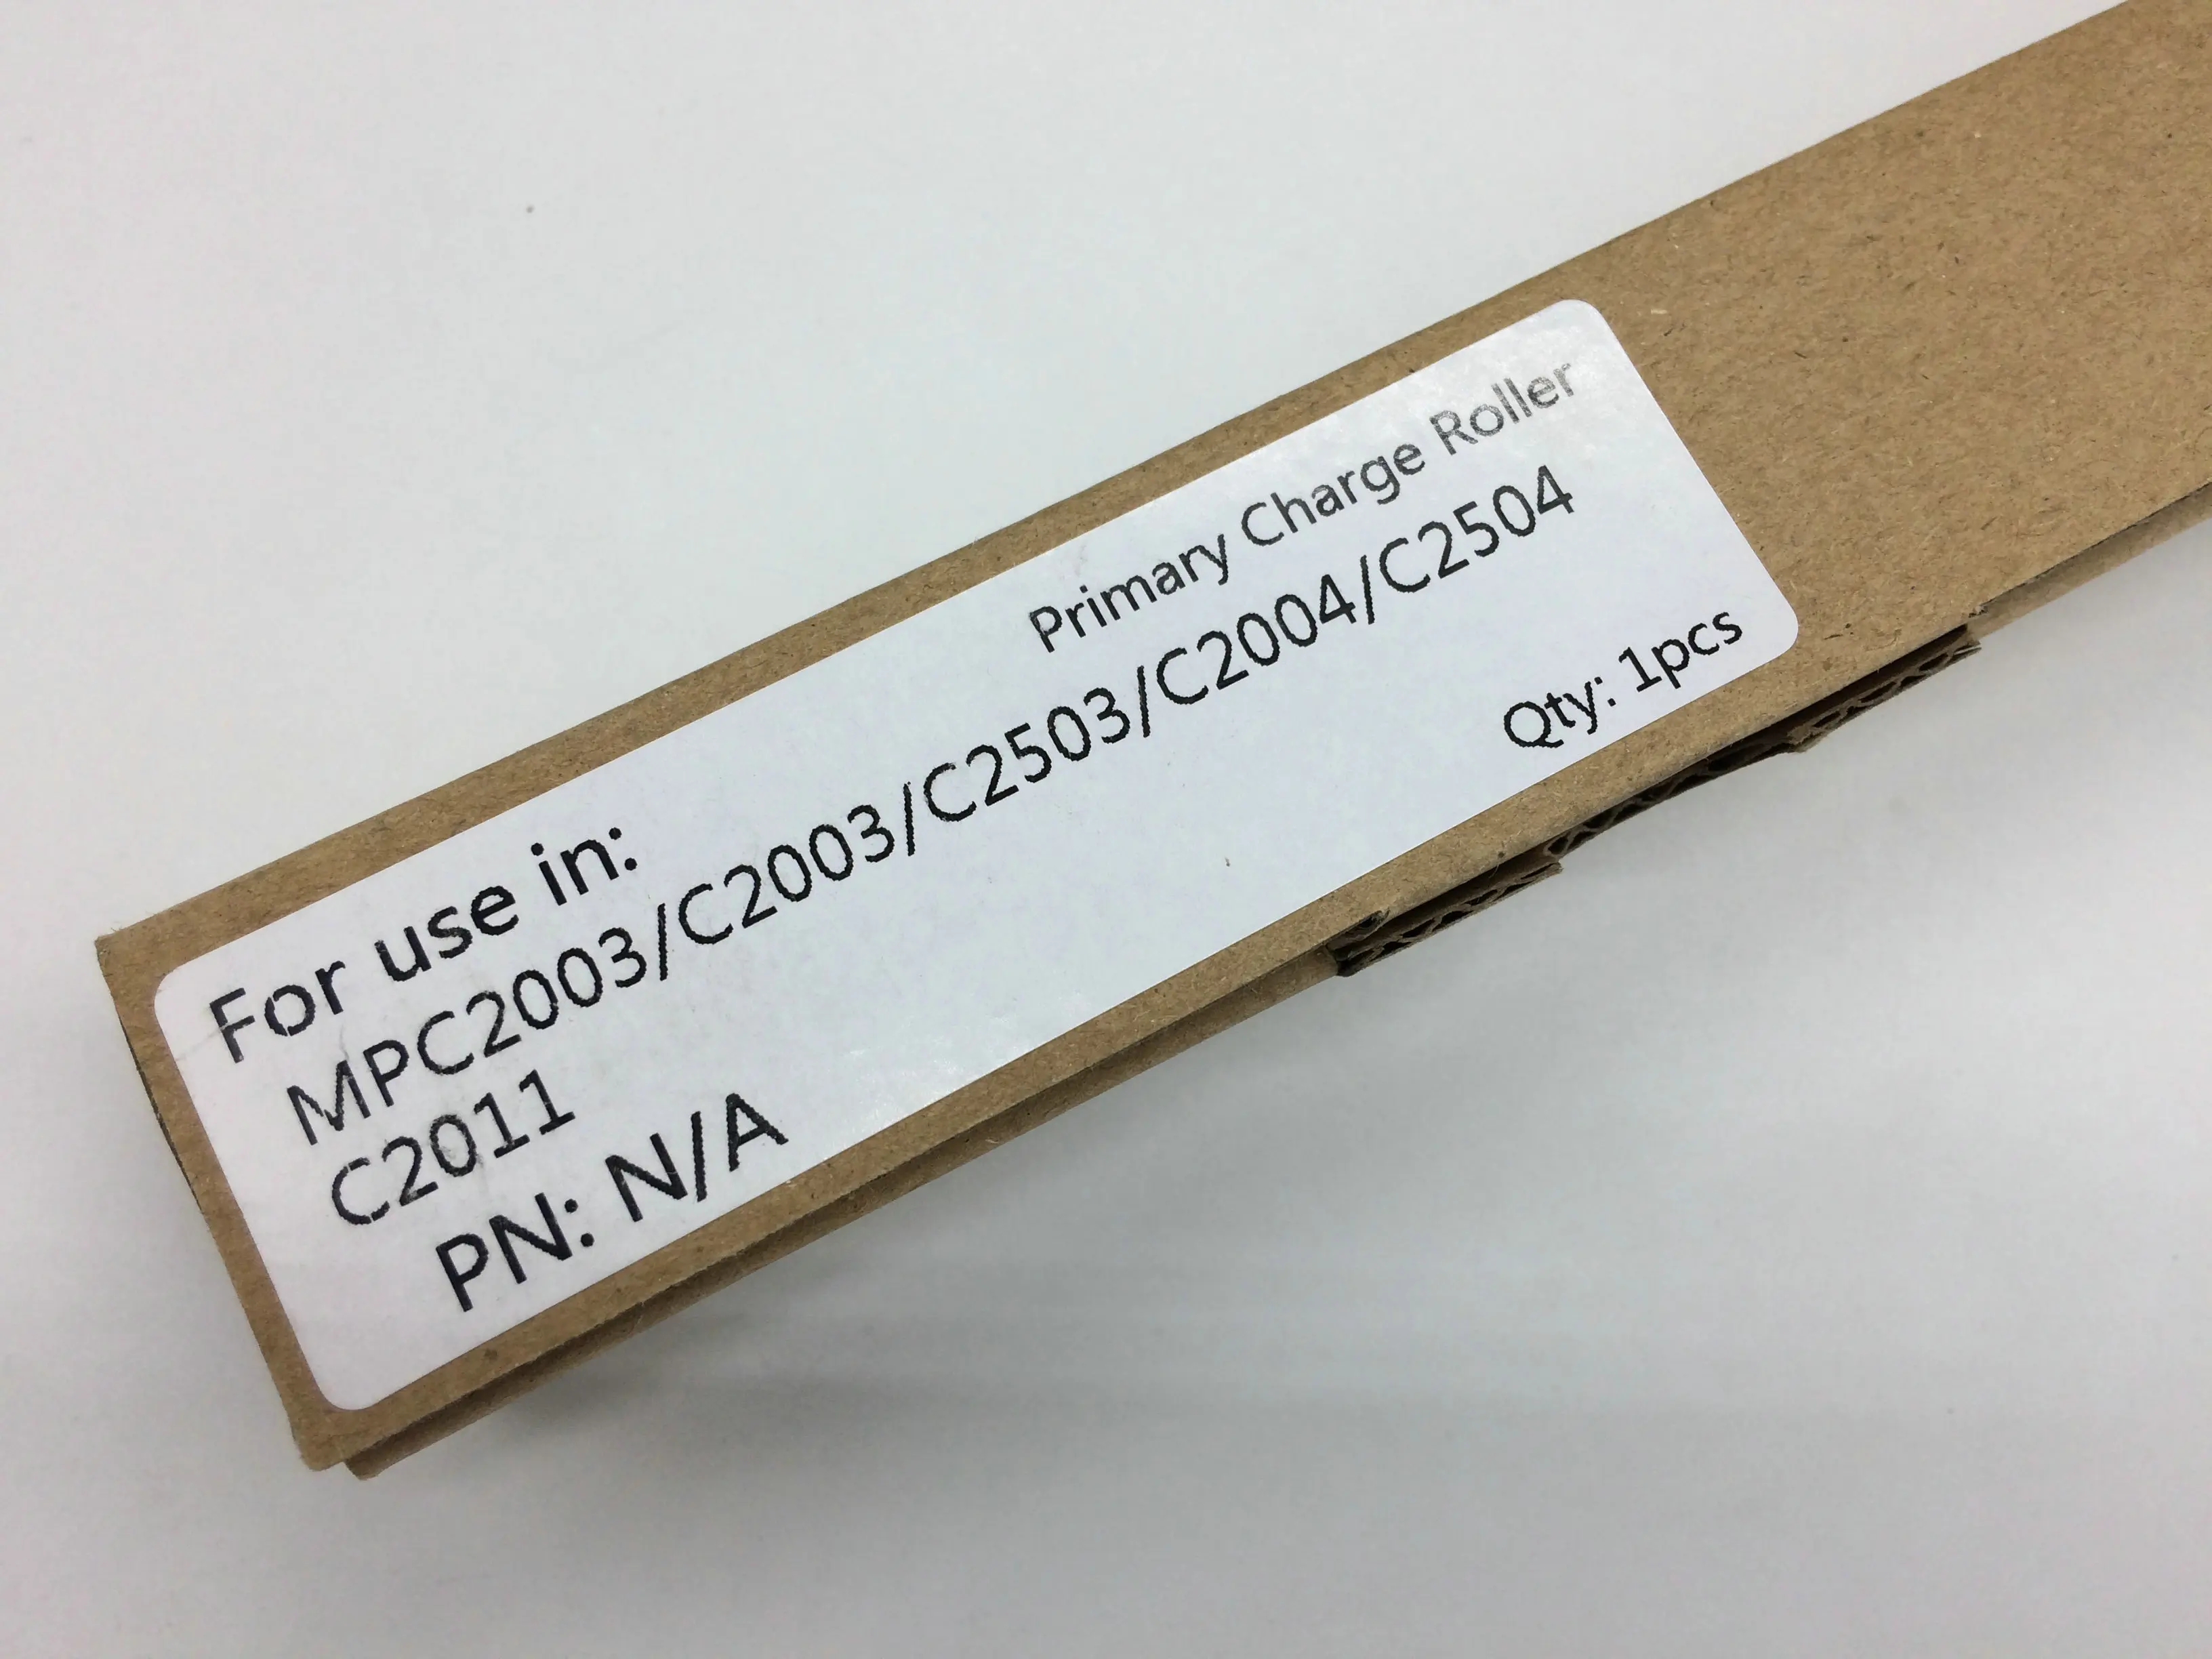 Primary Charge Roller
For use in:
MPC2003/C2003/C2503/C2004/C2504
C2011
PN: N/A
Qty: 1pcs